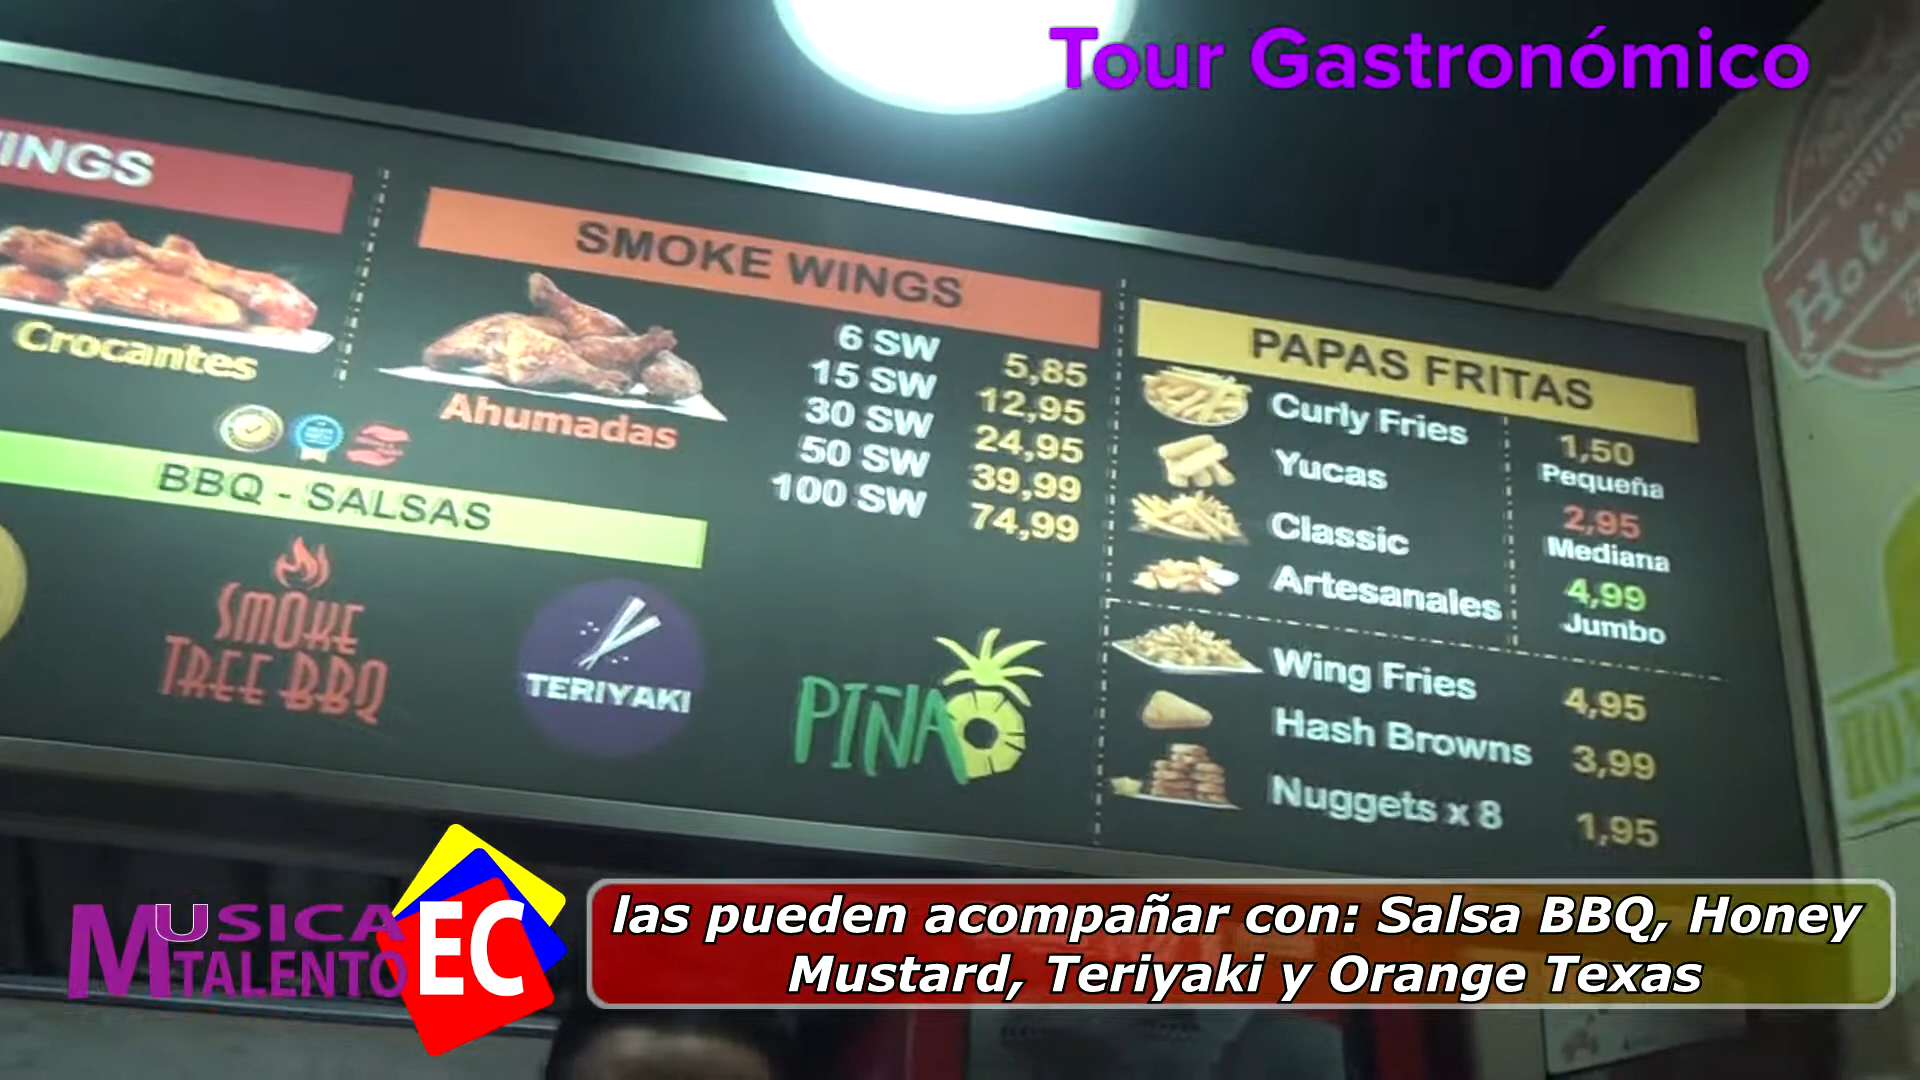 Tour Gastronómico
INGS
Crocantes
SMOKE WINGS
Ahumadas
6 SW 5,85
15 SW 12,95
30 SW 24,95
50 SW 39,99
100 SW 74,99
BBQ - SALSAS
SMOKE
TREE BBQ
TERIYAKI
PIÑA
PAPAS FRITAS
Curly Fries
Yucas
Classic
Artesanales
1,50
Pequeña
2,95
Mediana
4,99
Jumbo
Wing Fries 4,95
Hash Browns 3,99
Nuggets x 8 1,95
Hot'n
MUSICA
TALENTO
EC
las pueden acompañar con: Salsa BBQ, Honey
Mustard, Teriyaki y Orange Texas